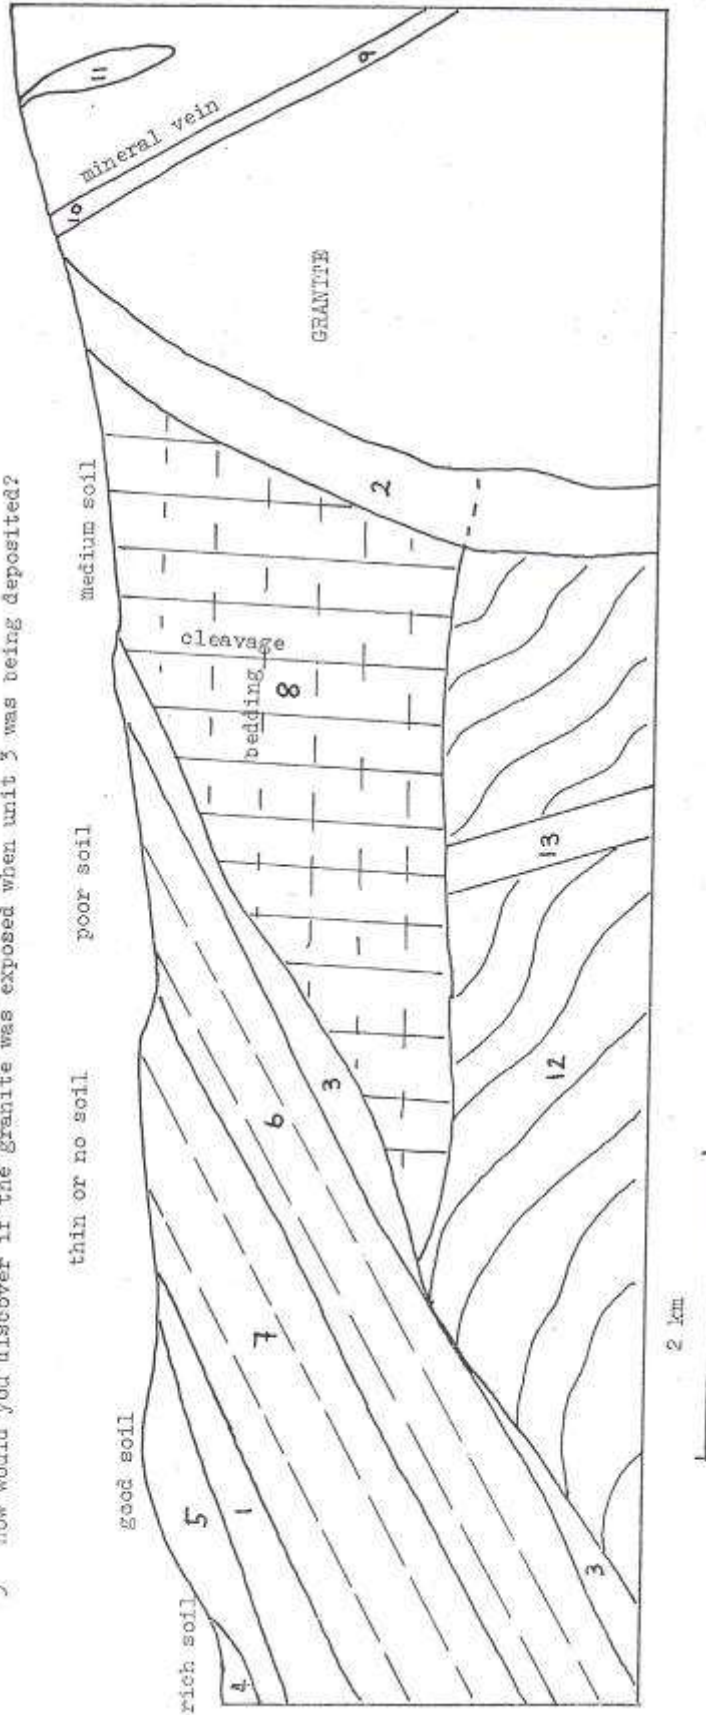 how would you discover if the granite was exposed when unit 3 was being deposited?
rich soil
good soil
thin or no soil
poor soil
medium soil
4
5
1
7
6
3
3
cleavage
bedding
8
2
12
13
GRANITE
mineral vein
10
9
11
2 km